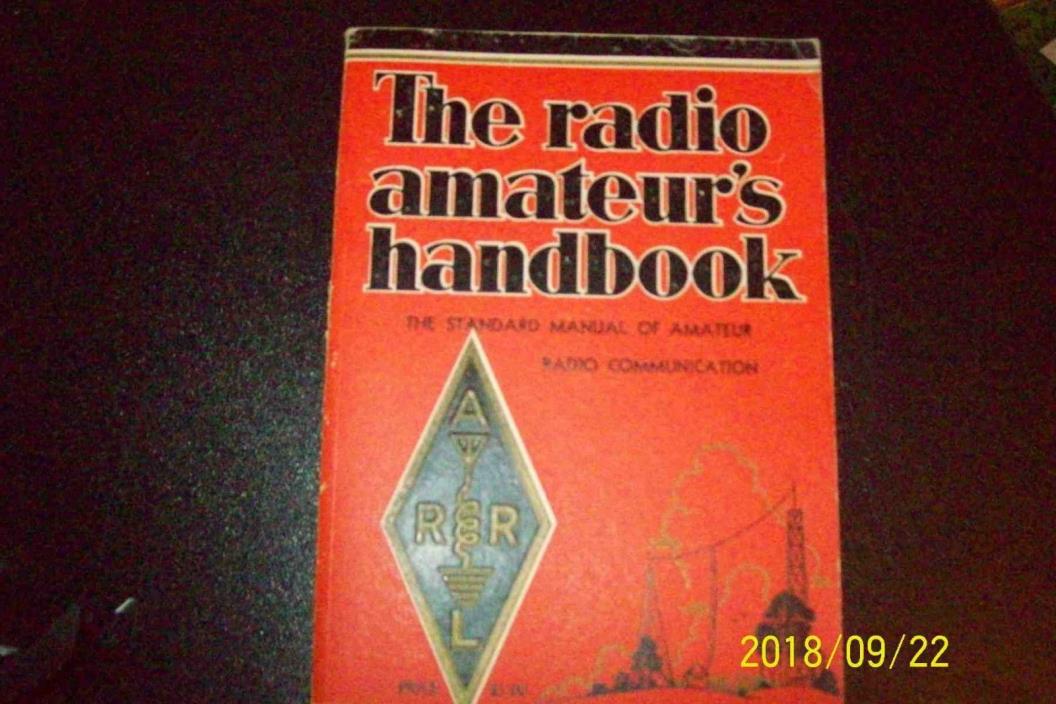 The radio
amateur's
handbook
THE STANDARD MANUAL OF AMATEUR
RADIO COMMUNICATION
A
R R
L
2018/09/22